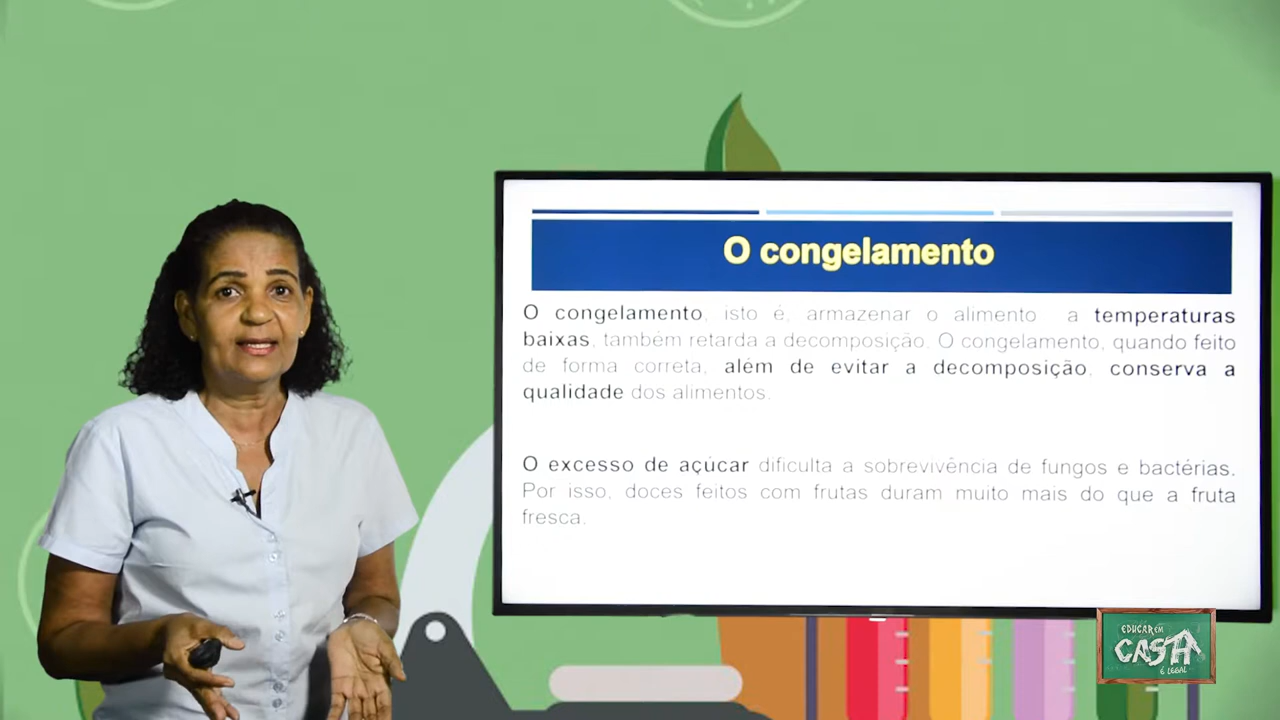 O congelamento
O congelamento, isto é, armazenar o alimento a temperaturas
baixas, também retarda a decomposição. O congelamento, quando feito
de forma correta, além de evitar a decomposição, conserva a
qualidade dos alimentos.
O excesso de açúcar dificulta a sobrevivência de fungos e bactérias.
Por isso, doces feitos com frutas duram muito mais do que a fruta
fresca.
EDUCAR EM
CASA
É LEGAL